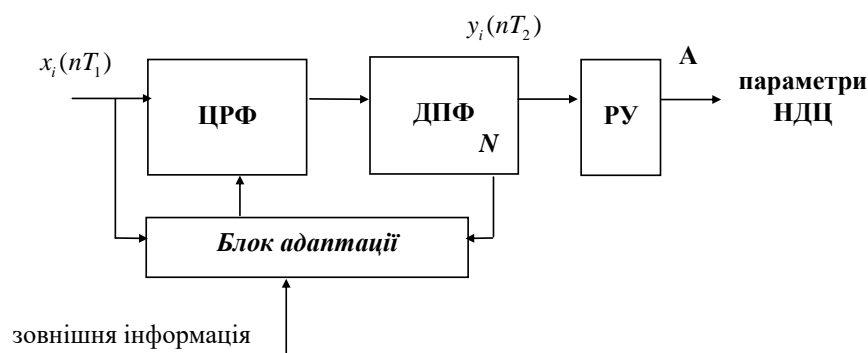 y_i(nT_2)
x_i(nT_1)
ЦРФ
ДПФ
N
РУ
А
параметри
НДЦ
Блок адаптації
зовнішня інформація